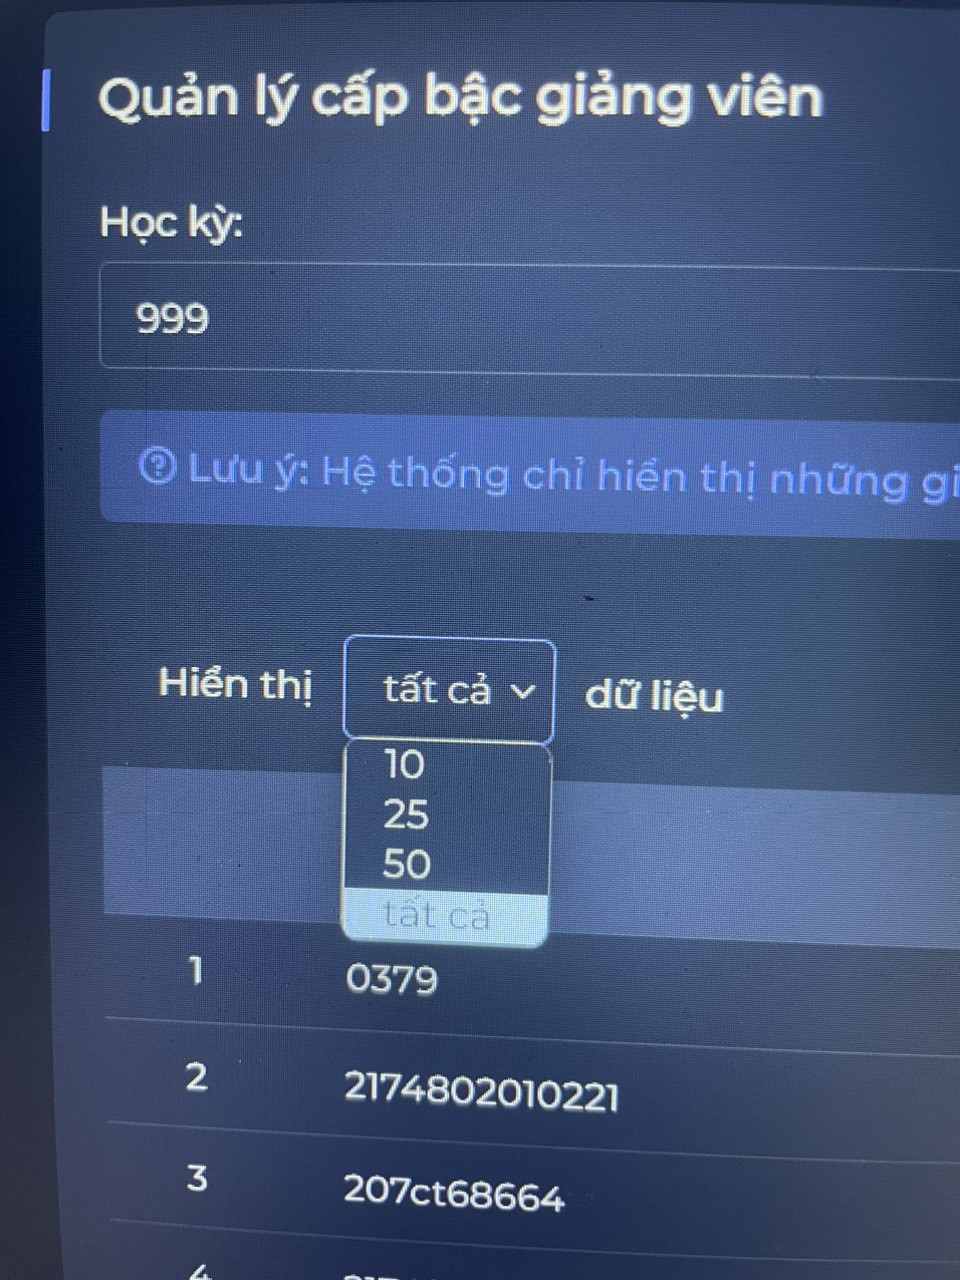 Quản lý cấp bậc giảng viên
Học kỳ:
999
Lưu ý: Hệ thống chỉ hiển thị những
Hiển thị tất cả dữ liệu
10
25
50
tất cả
1 0379
2 2174802010221
3 207ct68664
4